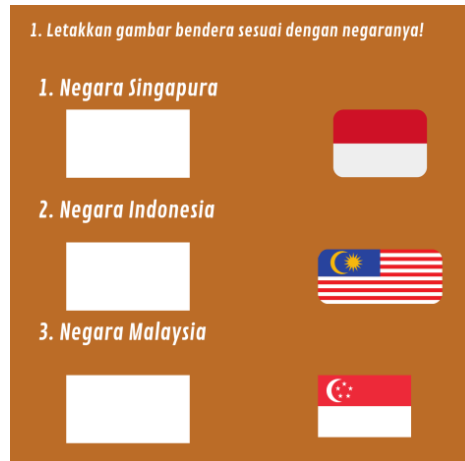 1. Letakkan gambar bendera sesuai dengan negaranya!
1. Negara Singapura
2. Negara Indonesia
3. Negara Malaysia